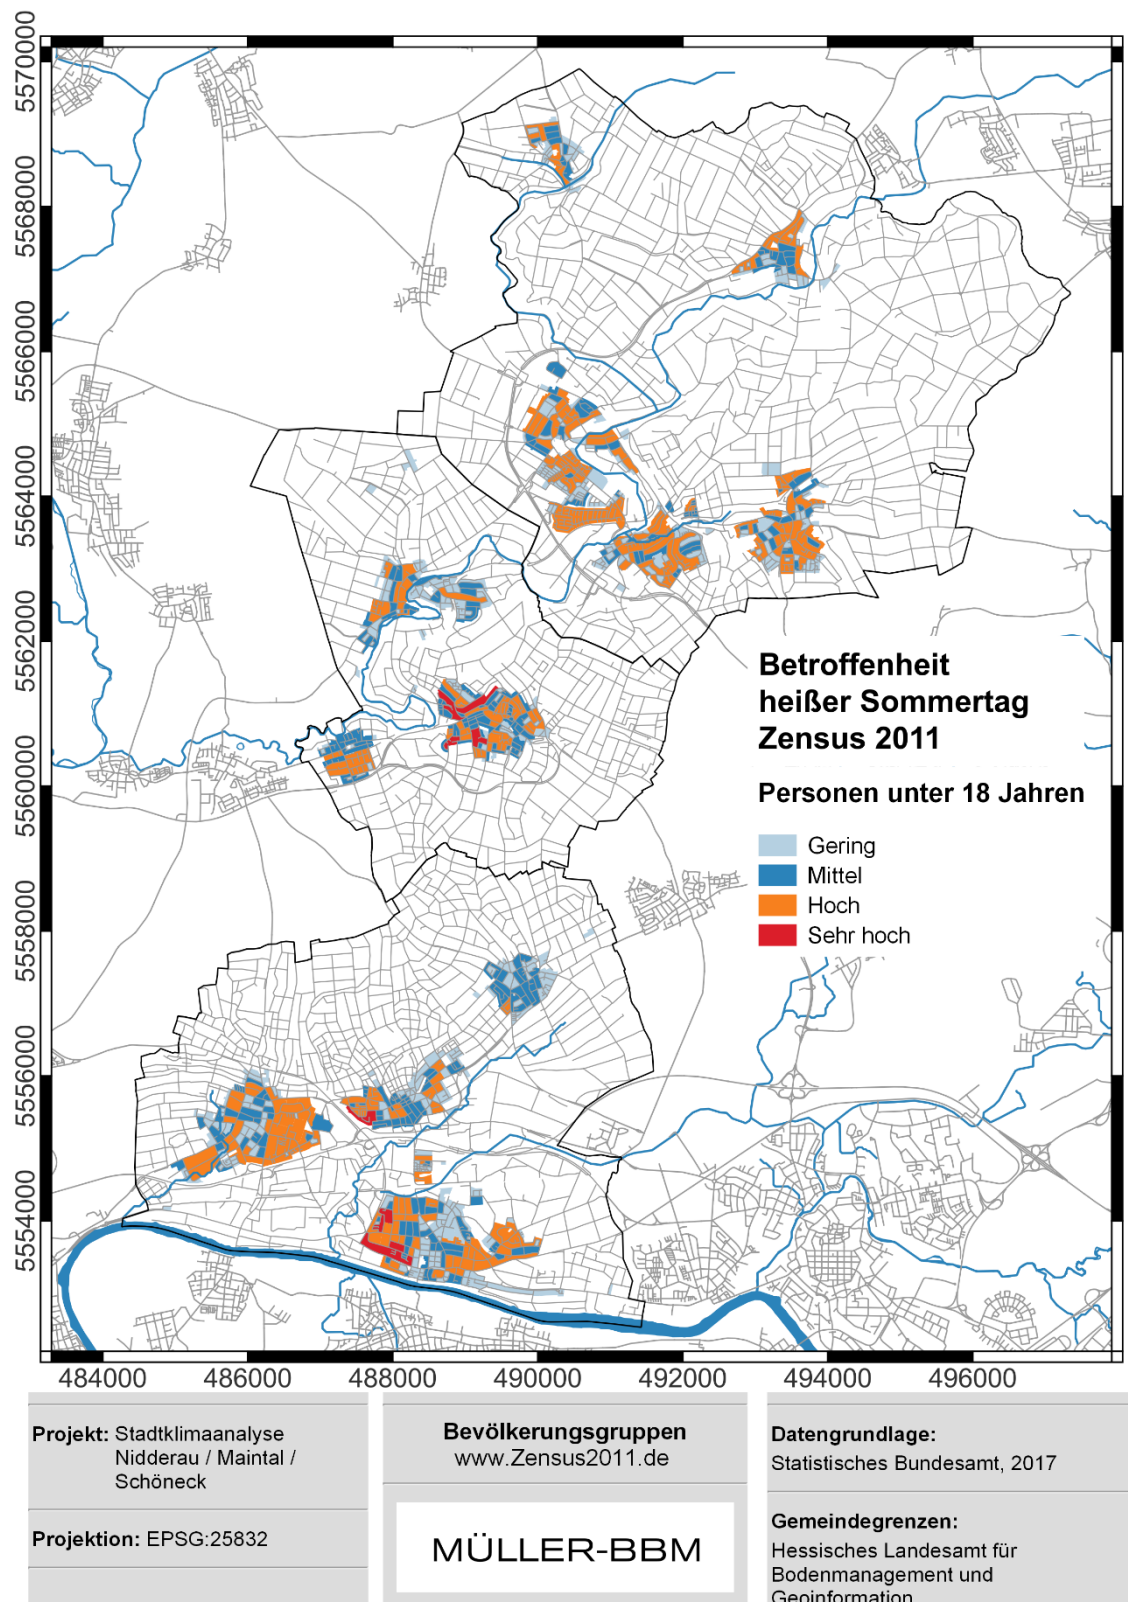 5570000
5568000
5566000
5564000
5562000
5560000
5558000
5556000
5554000
Betroffenheit
heißer Sommertag
Zensus 2011
Personen unter 18 Jahren
Gering
Mittel
Hoch
Sehr hoch
484000 486000 488000 490000 492000 494000 496000
Projekt: Stadtklimaanalyse
Nidderau / Maintal /
Schöneck
Projektion: EPSG:25832
Bevölkerungsgruppen
www.Zensus2011.de
MÜLLER-BBM
Datengrundlage:
Statistisches Bundesamt, 2017
Gemeindegrenzen:
Hessisches Landesamt für
Bodenmanagement und
Geoinformation